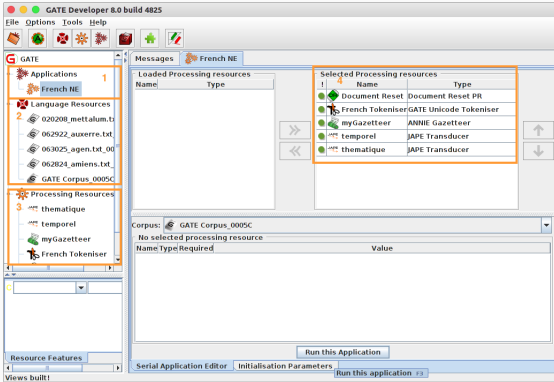 GATE Developer 8.0 build 4825
File Options Tools Help
GATE
Applications 1
French NE
Language Resources
2
020208_mettalum.t
062922_auxerre.txt_
063025_agen.txt_00
062824_amiens.txt_
GATE Corpus_0005C
Processing Resources
3
thematique
temporel
myGazetteer
French Tokeniser
Resource Features
Views built!
Messages French NE
Loaded Processing resources
Name Type
Selected Processing resources
4
! Name Type
Document Reset Document Reset PR
French Tokeniser GATE Unicode Tokeniser
myGazetteer ANNIE Gazetteer
temporel JAPE Transducer
thematique JAPE Transducer
Corpus: GATE Corpus_0005C
No selected processing resource
Name Type Required Value
Run this Application
Serial Application Editor Initialisation Parameters
Run this application F3